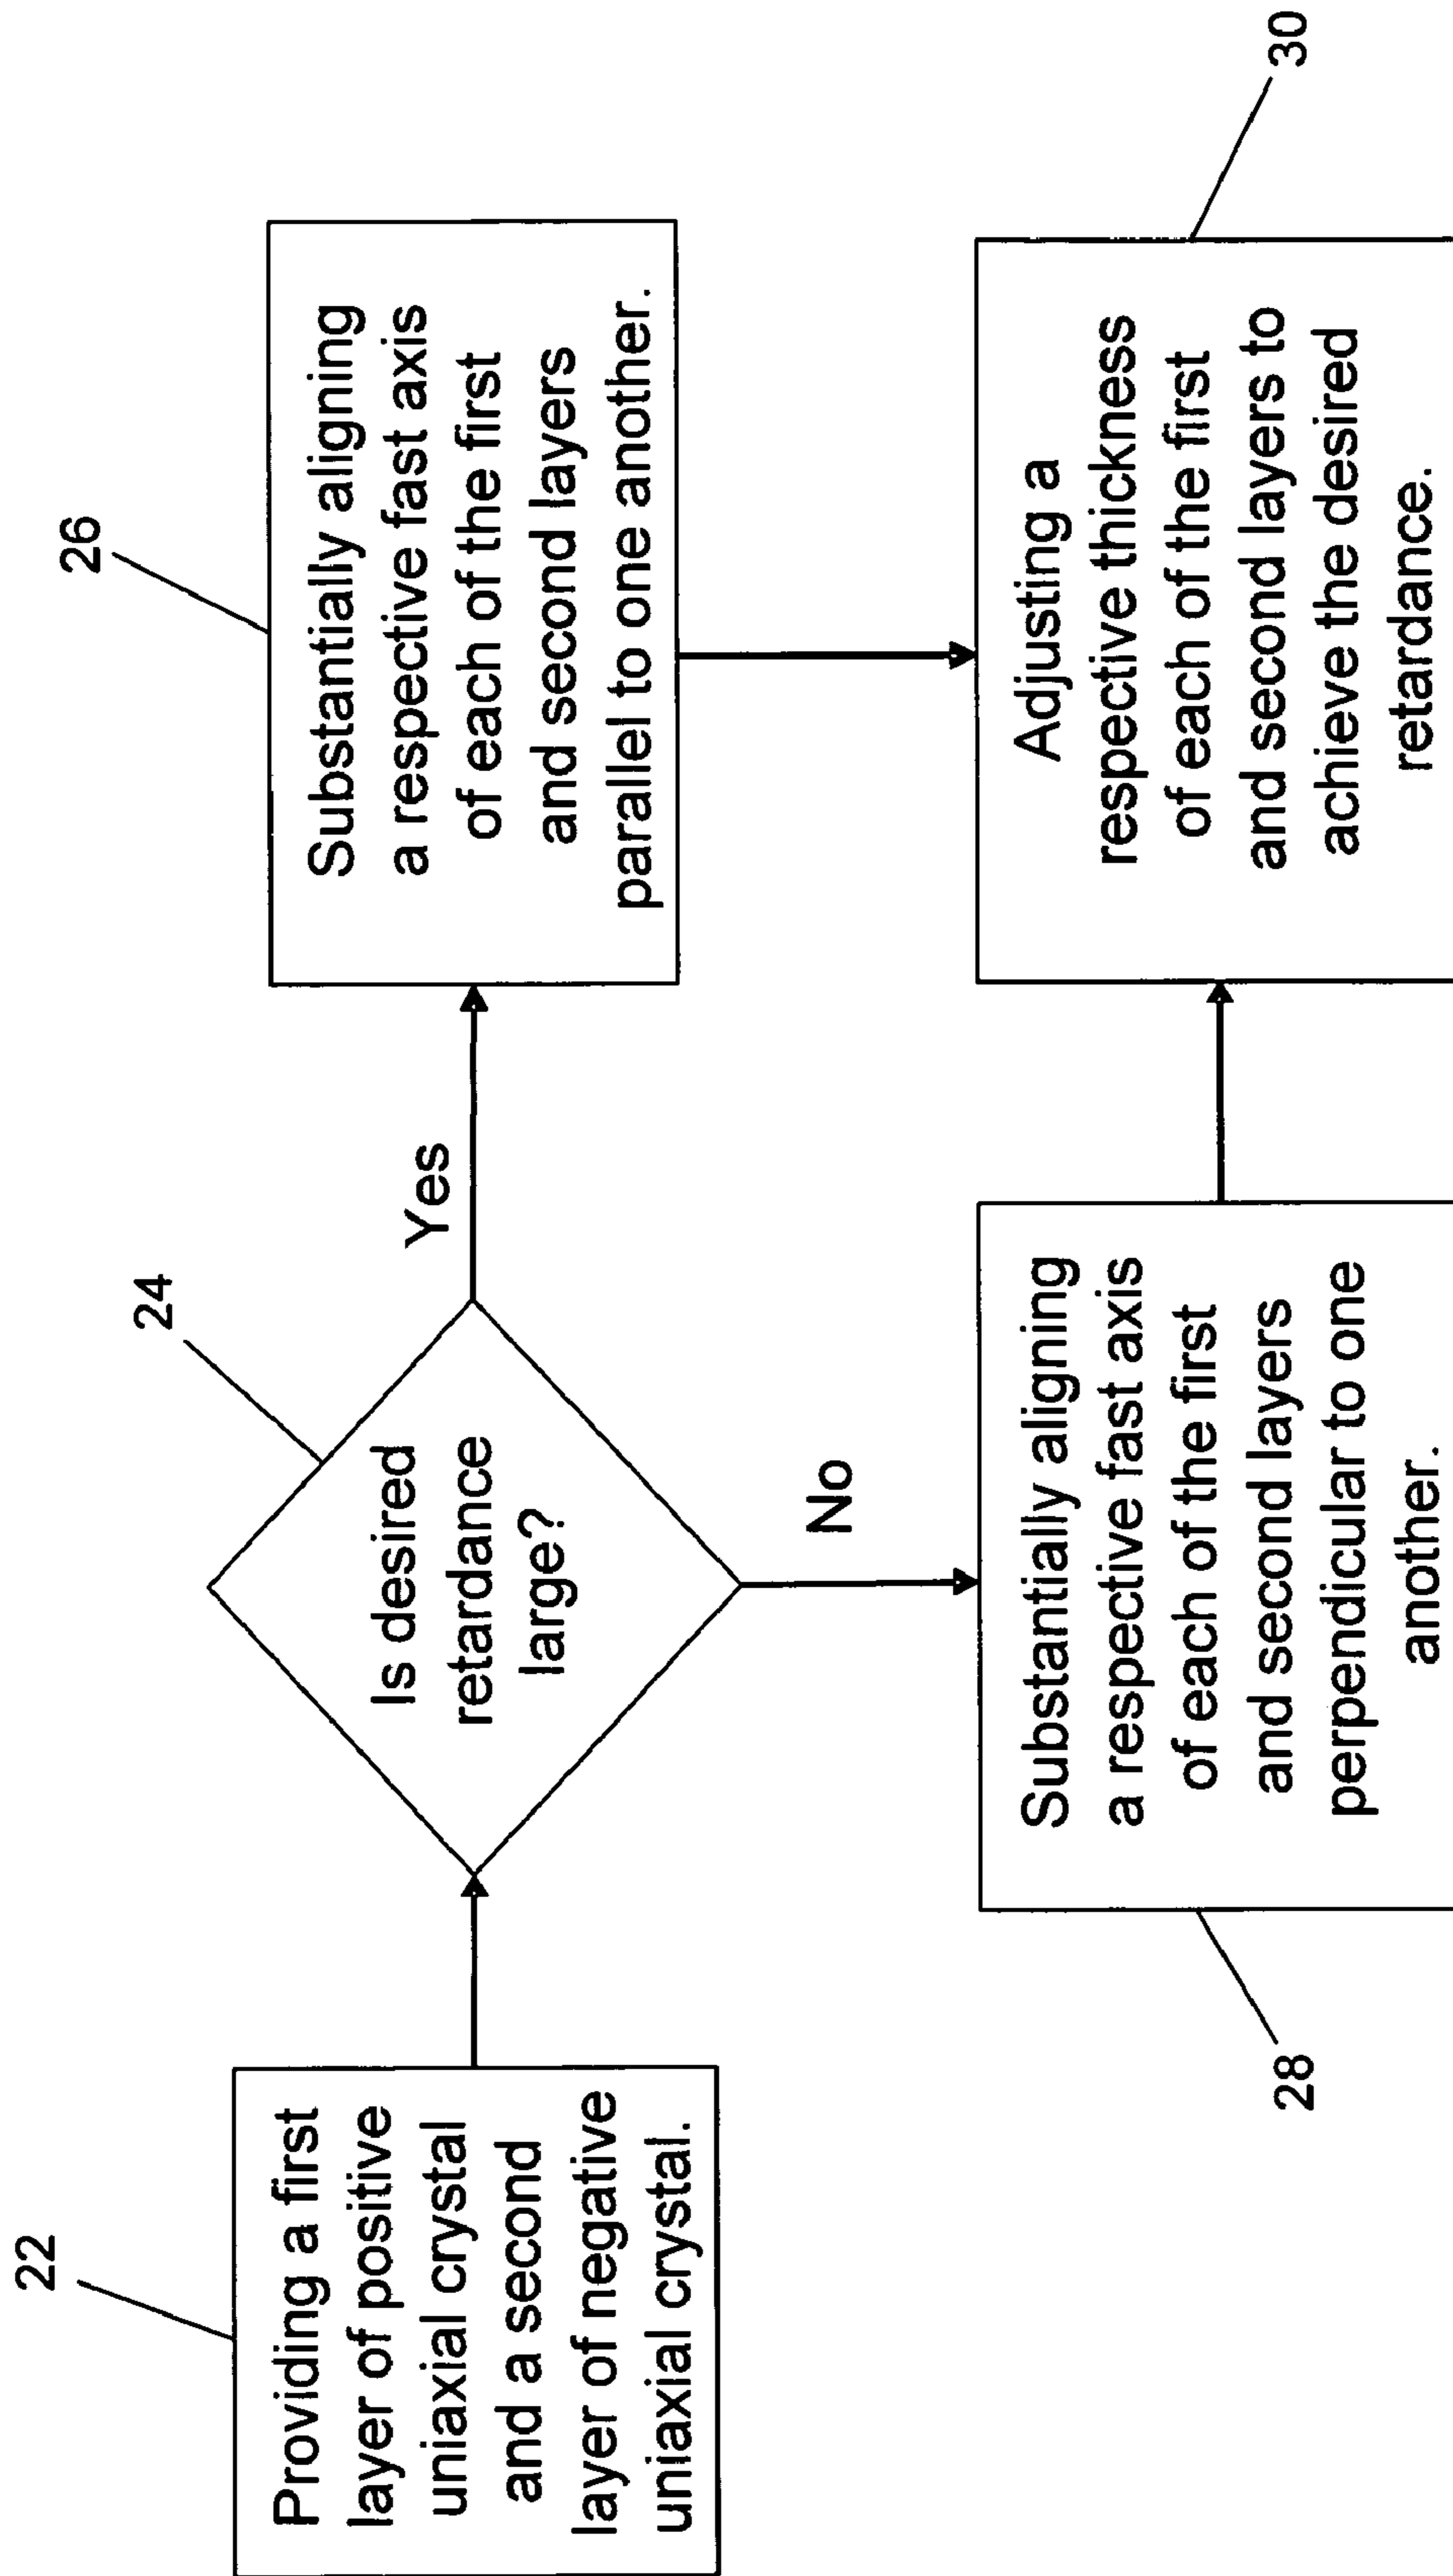 22
Providing a first
layer of positive
uniaxial crystal
and a second
layer of negative
uniaxial crystal.
24
Is desired
retardance
large?
Yes
No
26
Substantially aligning
a respective fast axis
of each of the first
and second layers
parallel to one another.
28
Substantially aligning
a respective fast axis
of each of the first
and second layers
perpendicular to one
another.
30
Adjusting a
respective thickness
of each of the first
and second layers to
achieve the desired
retardance.